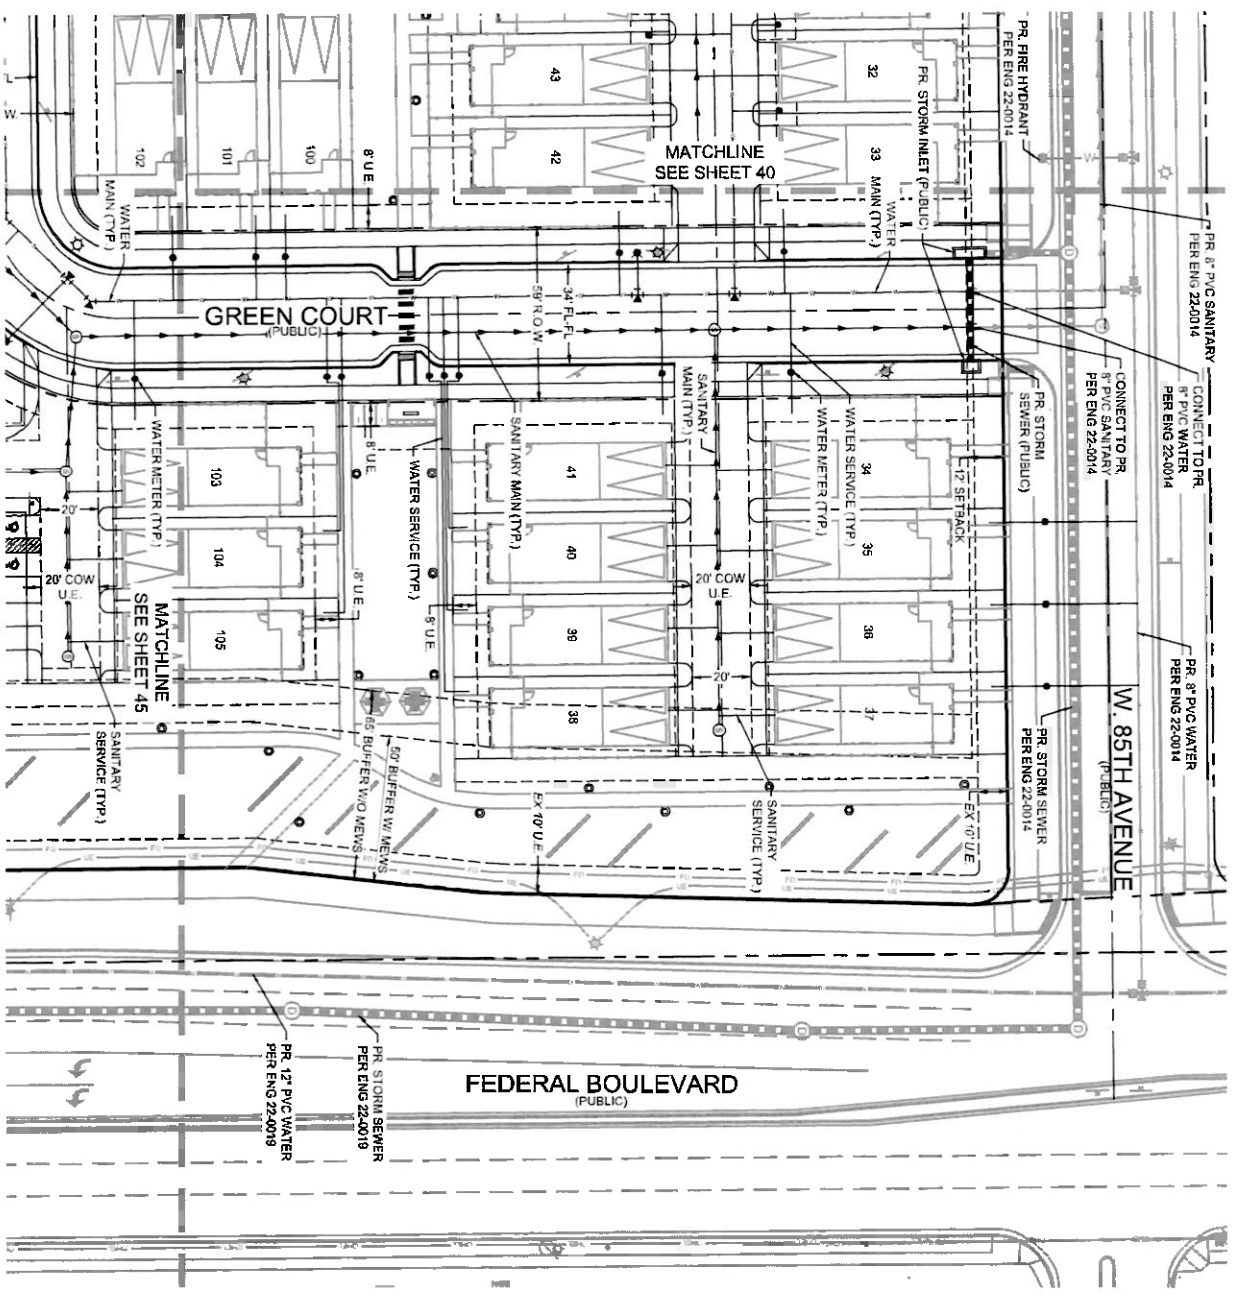 43
42
32
33
PR. FIRE HYDRANT
PER ENG 22-0014
PR. STORM INLET (PUBLIC)
MATCHLINE
SEE SHEET 40
102
101
100
8' U.E.
W
WATER
MAIN (TYP.)
WATER
MAIN (TYP.)
PR. 8" PVC SANITARY
PER ENG 22-0014
GREEN COURT
(PUBLIC)
59' R.O.W
34' FL-FL
CONNECT TO PR.
8" PVC WATER
PER ENG 22-0014
CONNECT TO PR.
8" PVC SANITARY
PER ENG 22-0014
PR. STORM
SEWER (PUBLIC)
SANITARY
MAIN (TYP.)
SANITARY MAIN (TYP.)
WATER METER (TYP.)
WATER SERVICE (TYP.)
WATER METER (TYP.)
WATER SERVICE (TYP.)
12' SETBACK
8' U.E.
103
104
105
41
40
39
38
34
35
36
37
20'
20' COW
U.E.
20' COW
U.E.
20'
8' U.E.
8' U.E.
MATCHLINE
SEE SHEET 45
SANITARY
SERVICE (TYP.)
65' BUFFER W/O MEWS
50' BUFFER W/ MEWS
EX 10' U.E.
SANITARY
SERVICE (TYP.)
EX 10' U.E.
PR. STORM SEWER
PER ENG 22-0014
PR. 8" PVC WATER
PER ENG 22-0014
W. 85TH AVENUE
(PUBLIC)
PR. 12" PVC WATER
PER ENG 22-0019
PR. STORM SEWER
PER ENG 22-0019
FEDERAL BOULEVARD
(PUBLIC)